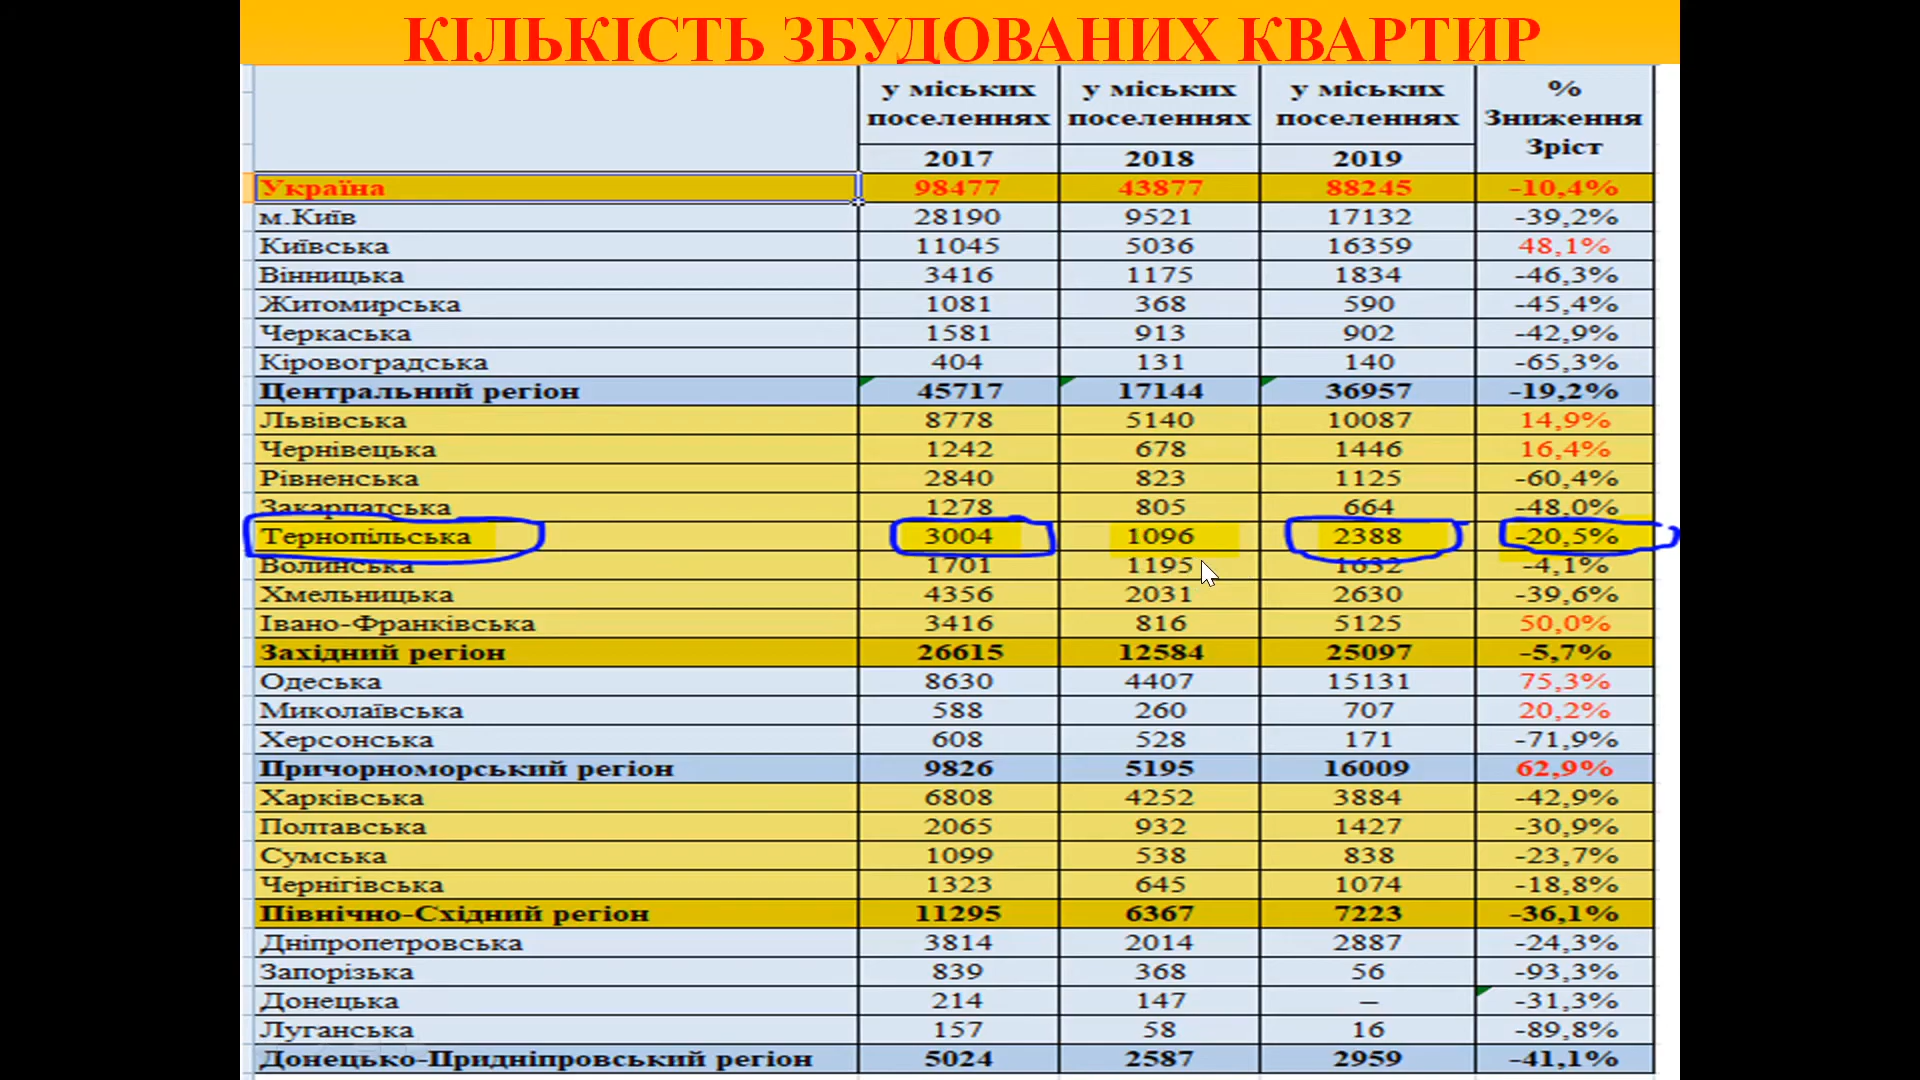 КІЛЬКІСТЬ ЗБУДОВАНИХ КВАРТИР
у міських поселеннях у міських поселеннях у міських поселеннях % Зниження Зріст
2017 2018 2019
Україна 98477 43877 88245 -10,4%
м.Київ 28190 9521 17132 -39,2%
Київська 11045 5036 16359 48,1%
Вінницька 3416 1175 1834 -46,3%
Житомирська 1081 368 590 -45,4%
Черкаська 1581 913 902 -42,9%
Кіровоградська 404 131 140 -65,3%
Центральний регіон 45717 17144 36957 -19,2%
Львівська 8778 5140 10087 14,9%
Чернівецька 1242 678 1446 16,4%
Рівненська 2840 823 1125 -60,4%
Закарпатська 1278 805 664 -48,0%
Тернопільська 3004 1096 2388 -20,5%
Волинська 1701 1195 1632 -4,1%
Хмельницька 4356 2031 2630 -39,6%
Івано-Франківська 3416 816 5125 50,0%
Західний регіон 26615 12584 25097 -5,7%
Одеська 8630 4407 15131 75,3%
Миколаївська 588 260 707 20,2%
Херсонська 608 528 171 -71,9%
Причорноморський регіон 9826 5195 16009 62,9%
Харківська 6808 4252 3884 -42,9%
Полтавська 2065 932 1427 -30,9%
Сумська 1099 538 838 -23,7%
Чернігівська 1323 645 1074 -18,8%
Північно-Східний регіон 11295 6367 7223 -36,1%
Дніпропетровська 3814 2014 2887 -24,3%
Запорізька 839 368 56 -93,3%
Донецька 214 147 – -31,3%
Луганська 157 58 16 -89,8%
Донецько-Придніпровський регіон 5024 2587 2959 -41,1%